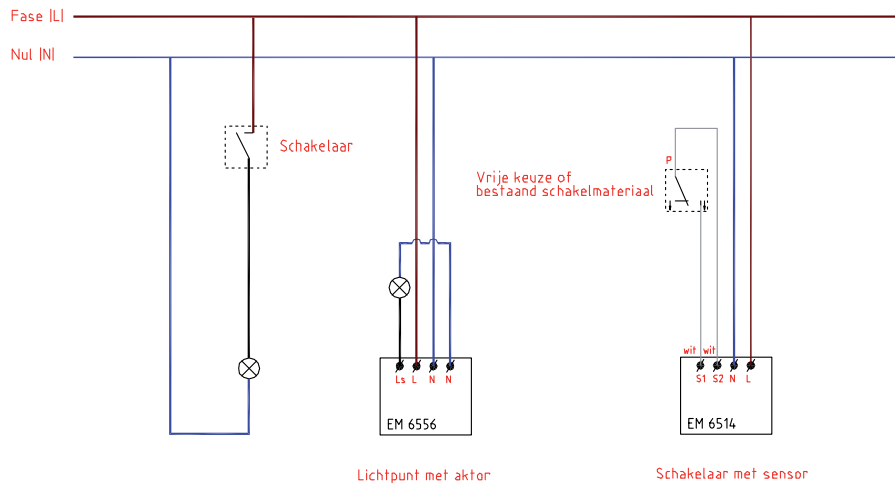 Fase |L|
Nul |N|
Schakelaar
P
Vrije keuze of
bestaand schakelmateriaal
wit wit
Ls L N N
S1 S2 N L
EM 6556
EM 6514
Lichtpunt met aktor
Schakelaar met sensor